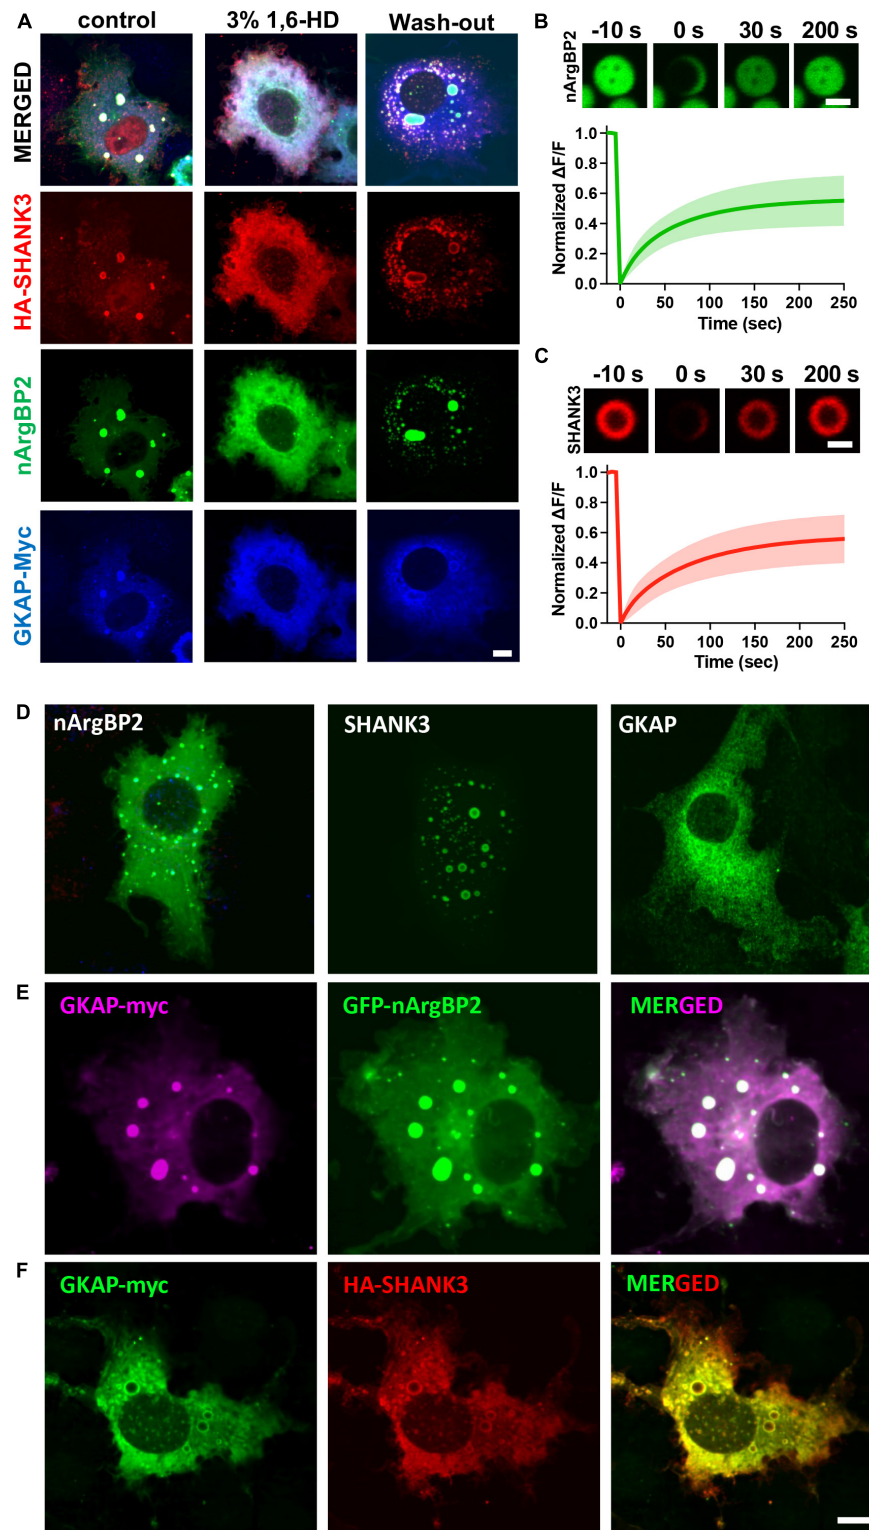 A
control
3% 1,6-HD
Wash-out
MERGED
HA-SHANK3
nArgBP2
GKAP-Myc
B
-10 s
0 s
30 s
200 s
nArgBP2
Normalized ΔF/F
1.0
0.8
0.6
0.4
0.2
0.0
0
50
100
150
200
250
Time (sec)
C
-10 s
0 s
30 s
200 s
SHANK3
Normalized ΔF/F
1.0
0.8
0.6
0.4
0.2
0.0
0
50
100
150
200
250
Time (sec)
D
nArgBP2
SHANK3
GKAP
E
GKAP-myc
GFP-nArgBP2
MERGED
F
GKAP-myc
HA-SHANK3
MERGED